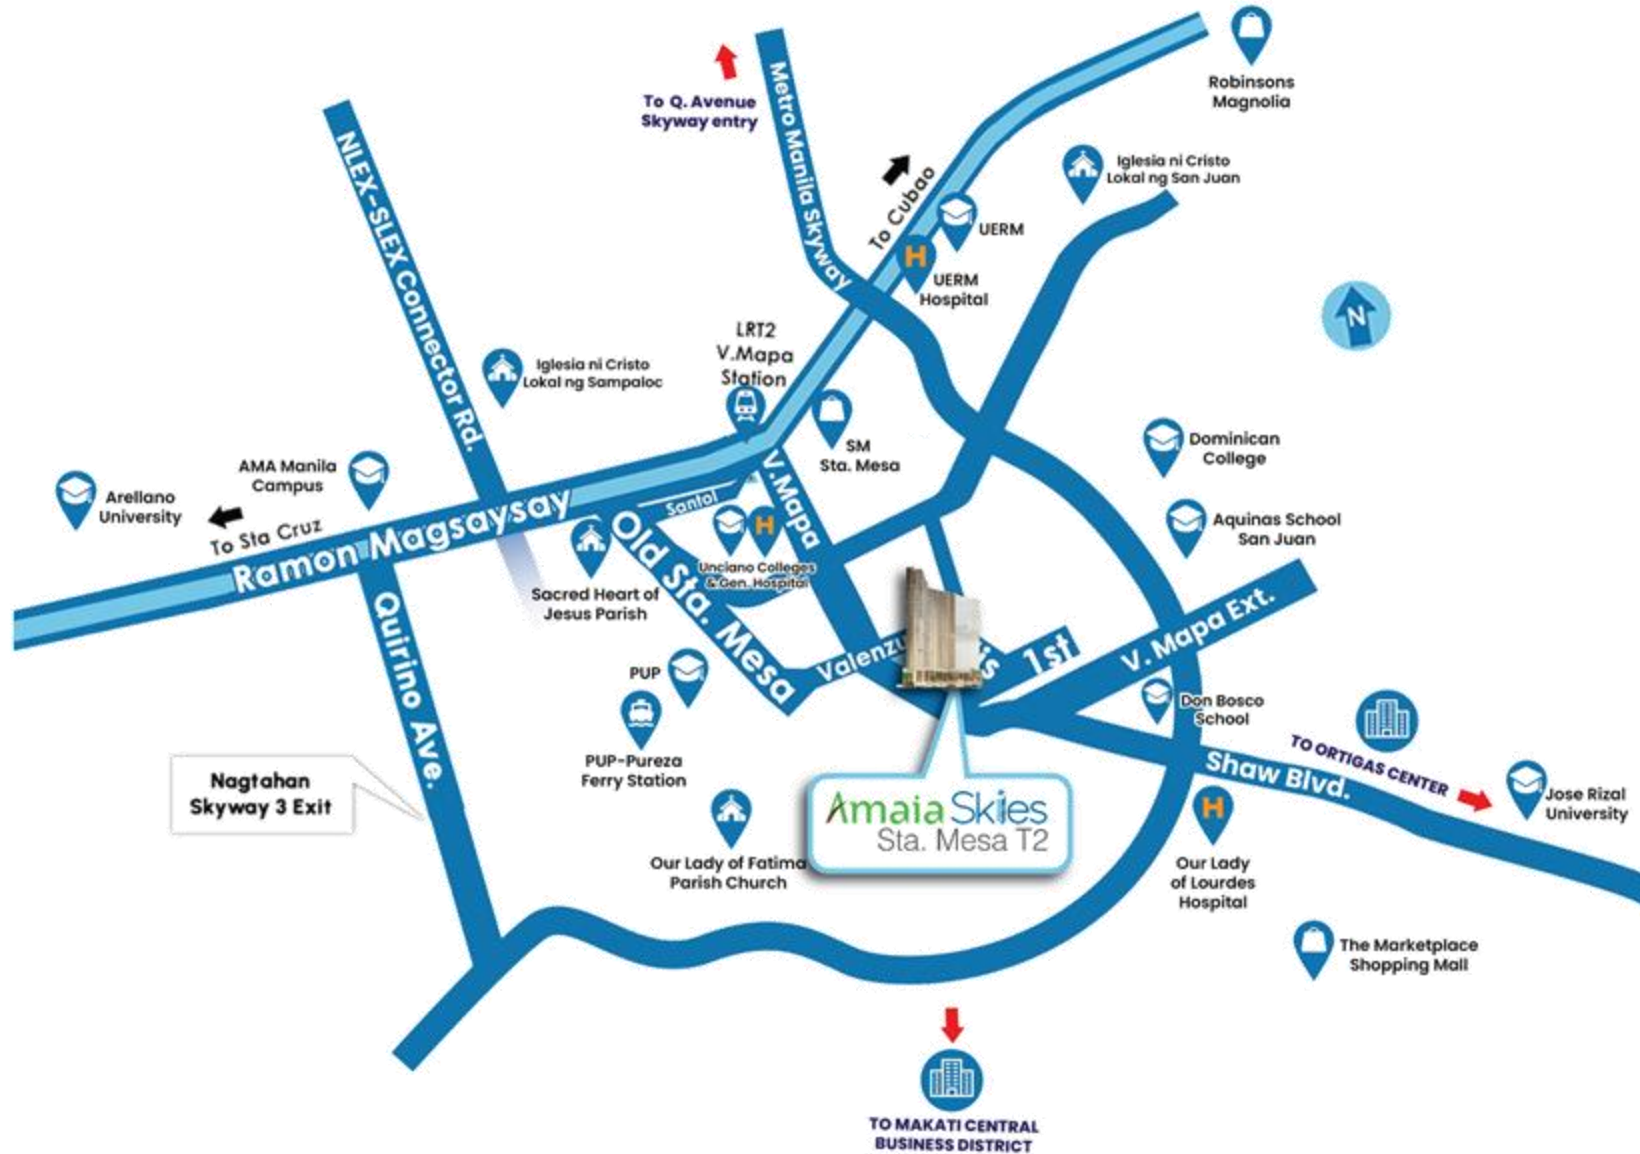 Robinsons
Magnolia
To Q. Avenue
Skyway entry
Metro Manila Skyway
NLEX-SLEX Connector Rd.
To Cubao
Iglesia ni Cristo
Lokal ng San Juan
UERM
UERM
Hospital
N
LRT2
V.Mapa
Station
Iglesia ni Cristo
Lokal ng Sampaloc
SM
Sta. Mesa
Dominican
College
AMA Manila
Campus
Arellano
University
To Sta Cruz
Ramon Magsaysay
Santol
V.Mapa
Aquinas School
San Juan
Old Sta. Mesa
Unciano Colleges
& Gen. Hospital
Sacred Heart of
Jesus Parish
Quirino Ave.
PUP
1st
V. Mapa Ext.
Don Bosco
School
PUP-Pureza
Ferry Station
Nagtahan
Skyway 3 Exit
TO ORTIGAS CENTER
Shaw Blvd.
Jose Rizal
University
Amaia Skies
Sta. Mesa T2
Our Lady of Fatima
Parish Church
Our Lady
of Lourdes
Hospital
The Marketplace
Shopping Mall
TO MAKATI CENTRAL
BUSINESS DISTRICT
H
H
H